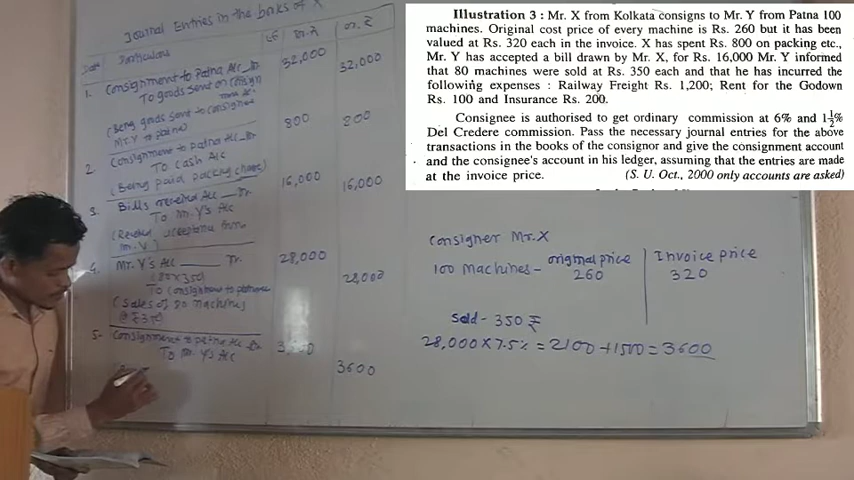 Journal Entries in the books of X
Date Particulars LF Dr.₹ Cr.₹
1. Consignment to Patna A/c Dr. 32,000
To goods sent on Consign 32,000
(Being goods sent to consignee
Mr.Y to patna)
2. Consignment to Patna A/c Dr 800
To Cash A/c 800
(Being paid packing charge)
3. Bills receiva A/c Dr. 16,000
To Mr.Y's A/c 16,000
4. Mr.Y's A/c Dr. 28,000
(80x350)
To Consignment to patna A/c 28,000
(Sales of 80 Machines
@ ₹350)
5- Consignment to patna A/c Dr
To Mr. Y's A/c 3600
Illustration 3 : Mr. X from Kolkata consigns to Mr. Y from Patna 100
machines. Original cost price of every machine is Rs. 260 but it has been
valued at Rs. 320 each in the invoice. X has spent Rs. 800 on packing etc.,
Mr. Y has accepted a bill drawn by Mr. X, for Rs. 16,000 Mr. Y informed
that 80 machines were sold at Rs. 350 each and that he has incurred the
following expenses : Railway Freight Rs. 1,200; Rent for the Godown
Rs. 100 and Insurance Rs. 200.
Consignee is authorised to get ordinary commission at 6% and 1½%
Del Credere commission. Pass the necessary journal entries for the above
transactions in the books of the consignor and give the consignment account
and the consignee's account in his ledger, assuming that the entries are made
at the invoice price. (S. U. Oct., 2000 only accounts are asked)
Consigner Mr.X
original price Invoice price
100 Machines - 260 320
Sold - 350 ₹
28,000 x 7.5% = 2100 + 1500 = 3600